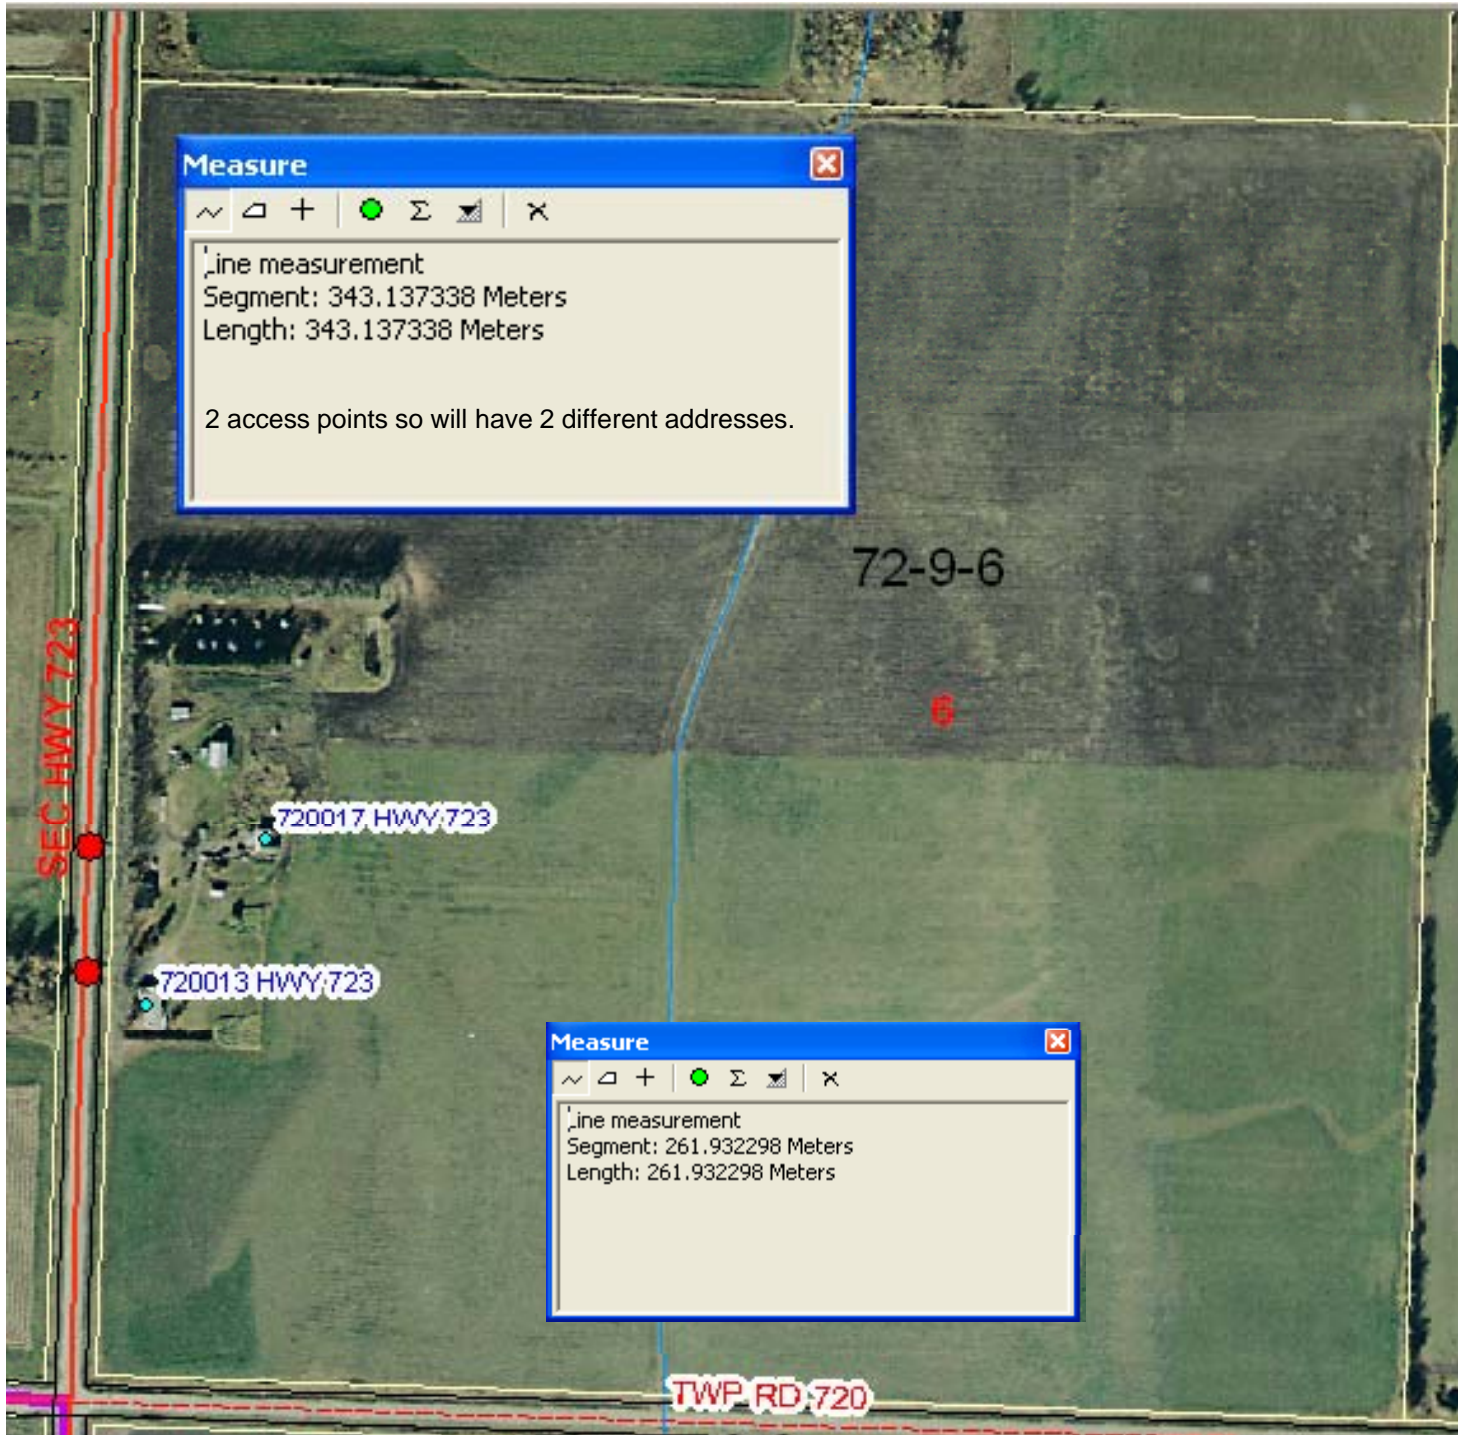 Measure
Line measurement
Segment: 343.137338 Meters
Length: 343.137338 Meters
2 access points so will have 2 different addresses.
72-9-6
SEC HWY 723
6
720017 HWY 723
720013 HWY 723
Measure
Line measurement
Segment: 261.932298 Meters
Length: 261.932298 Meters
TWP RD 720